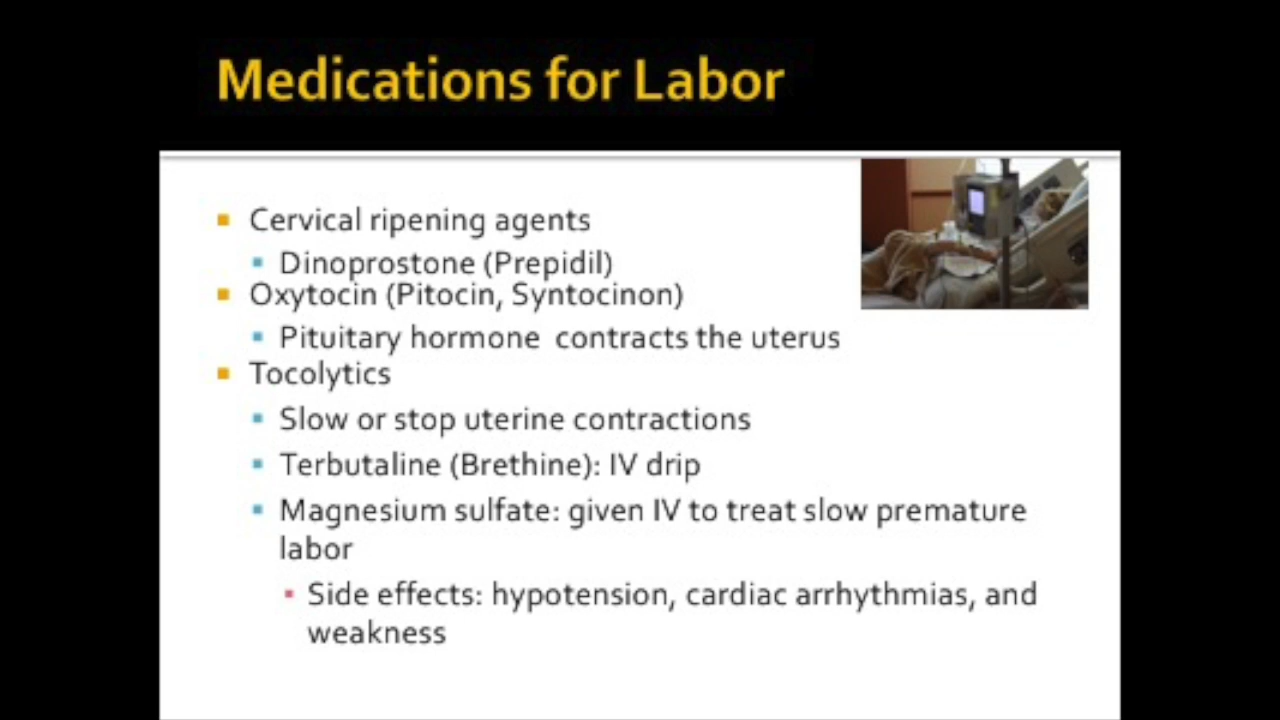 Medications for Labor
Cervical ripening agents
Dinoprostone (Prepidil)
Oxytocin (Pitocin, Syntocinon)
Pituitary hormone contracts the uterus
Tocolytics
Slow or stop uterine contractions
Terbutaline (Brethine): IV drip
Magnesium sulfate: given IV to treat slow premature
labor
Side effects: hypotension, cardiac arrhythmias, and
weakness